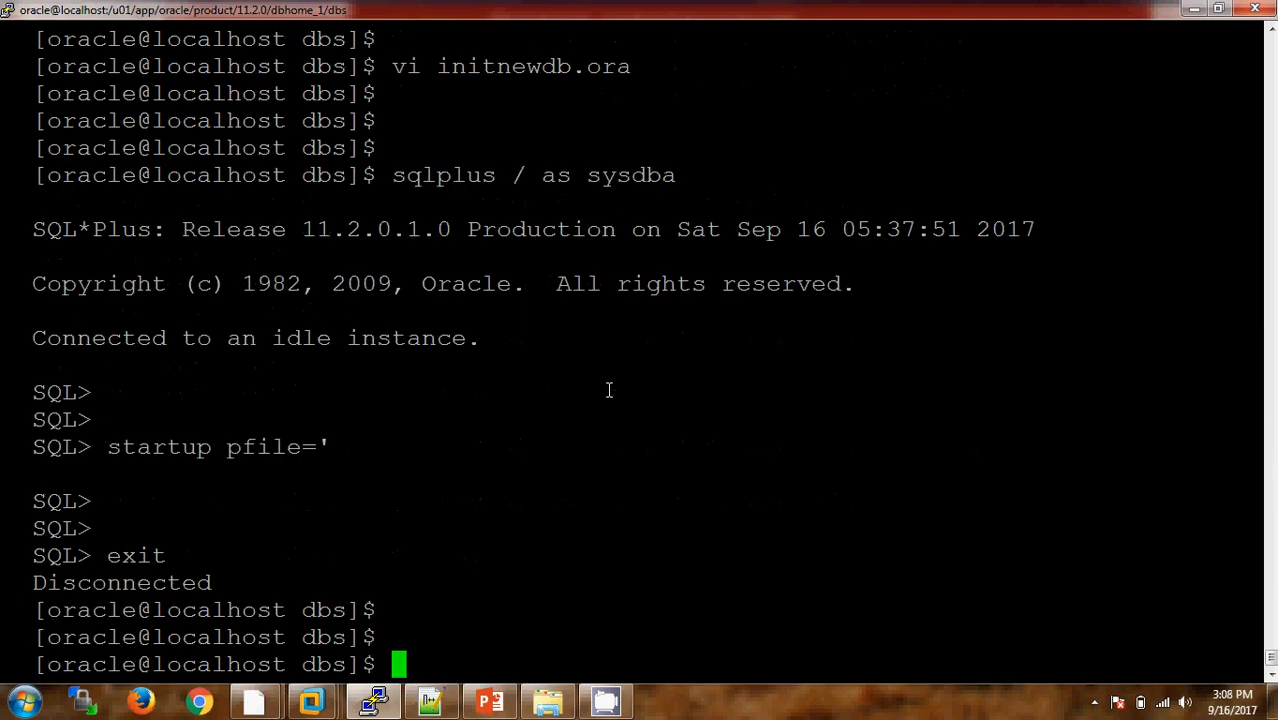 oracle@localhost:/u01/app/oracle/product/11.2.0/dbhome_1/dbs
[oracle@localhost dbs]$
[oracle@localhost dbs]$ vi initnewdb.ora
[oracle@localhost dbs]$
[oracle@localhost dbs]$
[oracle@localhost dbs]$
[oracle@localhost dbs]$ sqlplus / as sysdba
SQL*Plus: Release 11.2.0.1.0 Production on Sat Sep 16 05:37:51 2017
Copyright (c) 1982, 2009, Oracle.  All rights reserved.
Connected to an idle instance.
SQL>
SQL>
SQL> startup pfile='
SQL>
SQL>
SQL> exit
Disconnected
[oracle@localhost dbs]$
[oracle@localhost dbs]$
[oracle@localhost dbs]$
3:08 PM
9/16/2017